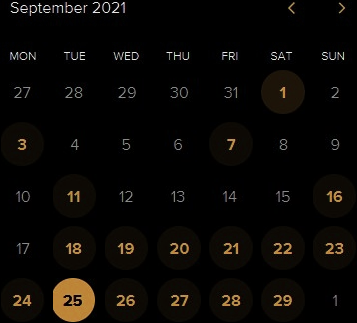 September 2021 < >
MON TUE WED THU FRI SAT SUN
27 28 29 30 31 1 2
3 4 5 6 7 8 9
10 11 12 13 14 15 16
17 18 19 20 21 22 23
24 25 26 27 28 29 1